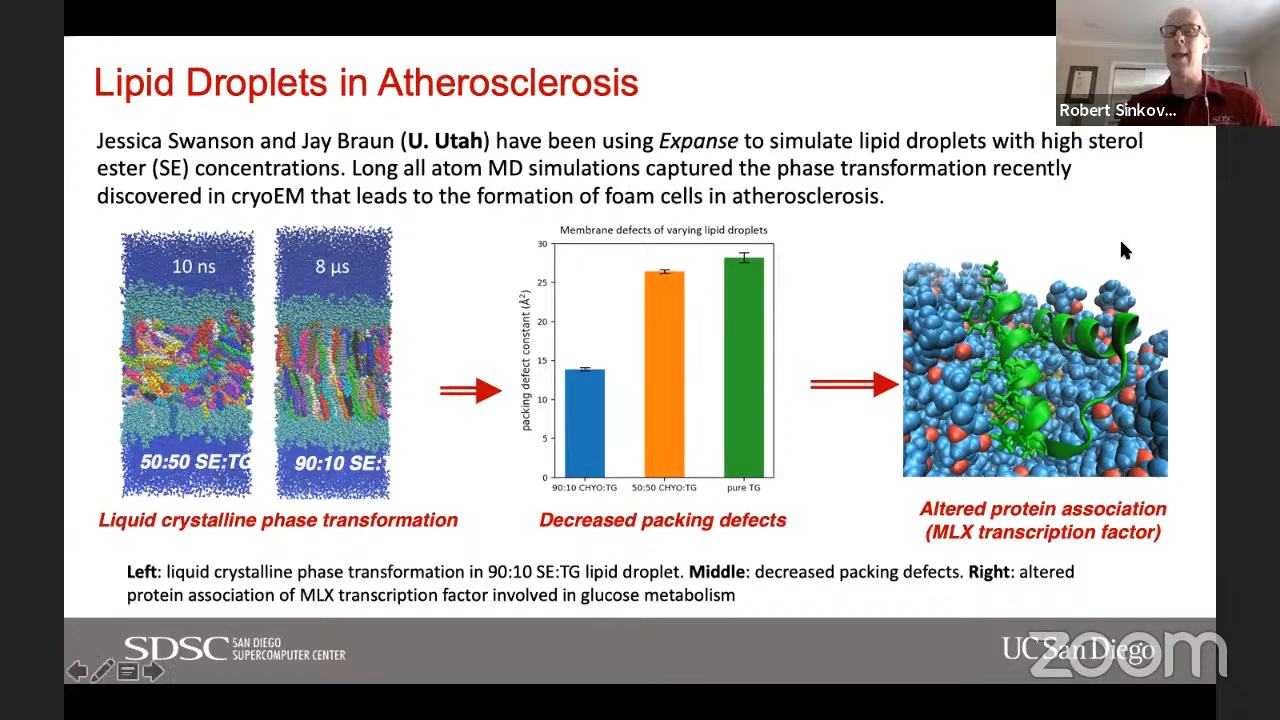 Lipid Droplets in Atherosclerosis
Robert Sinkov...
Jessica Swanson and Jay Braun (U. Utah) have been using Expanse to simulate lipid droplets with high sterol
ester (SE) concentrations. Long all atom MD simulations captured the phase transformation recently
discovered in cryoEM that leads to the formation of foam cells in atherosclerosis.
10 ns
8 μs
50:50 SE:TG
90:10 SE:
Membrane defects of varying lipid droplets
packing defect constant (Å²)
30
25
20
15
10
5
0
90:10 CHYO:TG
50:50 CHYO:TG
pure TG
Liquid crystalline phase transformation
Decreased packing defects
Altered protein association
(MLX transcription factor)
Left: liquid crystalline phase transformation in 90:10 SE:TG lipid droplet. Middle: decreased packing defects. Right: altered
protein association of MLX transcription factor involved in glucose metabolism
SDSC SAN DIEGO
SUPERCOMPUTER CENTER
UC San Diego
zoom